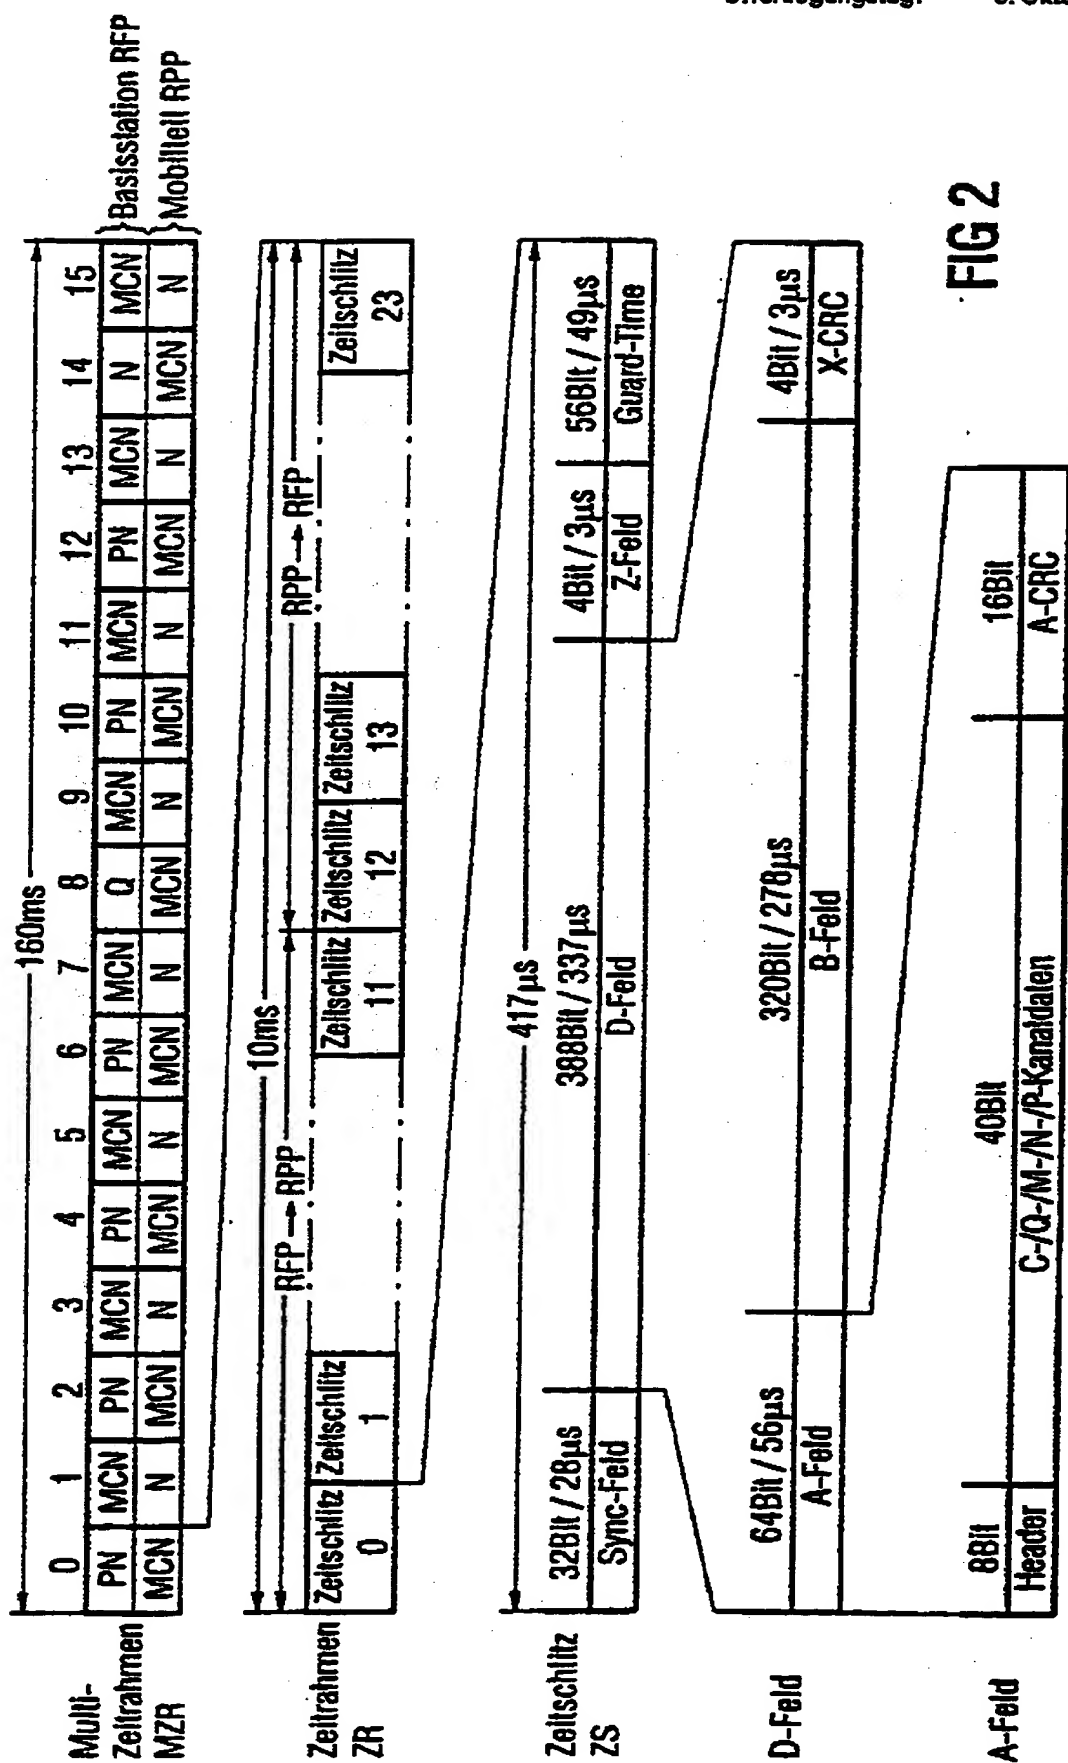 160ms
0 1 2 3 4 5 6 7 8 9 10 11 12 13 14 15
Multi-
Zeitrahmen
MZR
PN MCN PN MCN PN MCN PN MCN Q MCN PN MCN PN MCN N MCN
}Basisstation RFP
MCN N MCN N MCN N MCN N MCN N MCN N MCN N MCN N
}Mobilteil RPP
10ms
RFP → RPP
RPP → RFP
Zeitrahmen
ZR
Zeitschlitz
0
Zeitschlitz
1
Zeitschlitz
11
Zeitschlitz
12
Zeitschlitz
13
Zeitschlitz
23
417µs
Zeitschlitz
ZS
32Bit / 28µs
Sync-Feld
388Bit / 337µs
D-Feld
4Bit / 3µs
Z-Feld
56Bit / 49µs
Guard-Time
D-Feld
64Bit / 56µs
A-Feld
320Bit / 278µs
B-Feld
4Bit / 3µs
X-CRC
A-Feld
8Bit
Header
40Bit
C-/Q-/M-/N-/P-Kanaldaten
16Bit
A-CRC
FIG 2